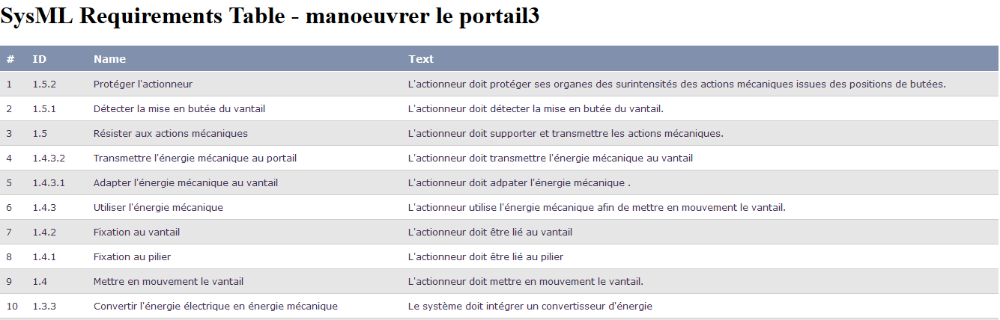 SysML Requirements Table - manoeuvrer le portail3
# ID Name Text
1 1.5.2 Protéger l'actionneur L'actionneur doit protéger ses organes des surintensités des actions mécaniques issues des positions de butées.
2 1.5.1 Détecter la mise en butée du vantail L'actionneur doit détecter la mise en butée du vantail.
3 1.5 Résister aux actions mécaniques L'actionneur doit supporter et transmettre les actions mécaniques.
4 1.4.3.2 Transmettre l'énergie mécanique au portail L'actionneur doit transmettre l'énergie mécanique au vantail
5 1.4.3.1 Adapter l'énergie mécanique au vantail L'actionneur doit adpater l'énergie mécanique .
6 1.4.3 Utiliser l'énergie mécanique L'actionneur utilise l'énergie mécanique afin de mettre en mouvement le vantail.
7 1.4.2 Fixation au vantail L'actionneur doit être lié au vantail
8 1.4.1 Fixation au pilier L'actionneur doit être lié au pilier
9 1.4 Mettre en mouvement le vantail L'actionneur doit mettre en mouvement le vantail.
10 1.3.3 Convertir l'énergie électrique en énergie mécanique Le système doit intégrer un convertisseur d'énergie